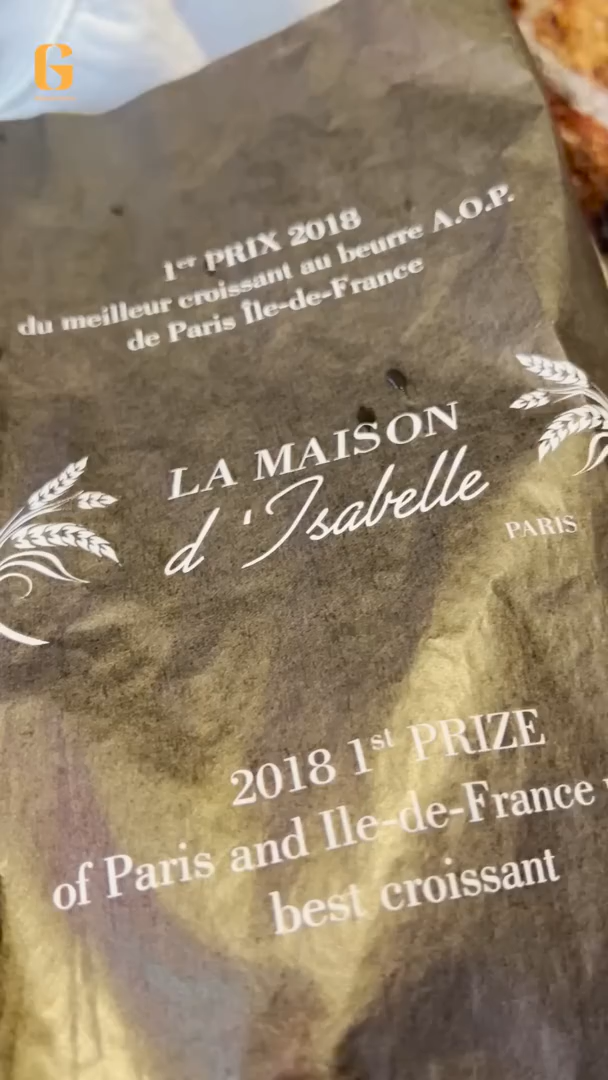 G
1er PRIX 2018
du meilleur croissant au beurre A.O.P.
de Paris Île-de-France
LA MAISON
d'Isabelle
PARIS
2018 1st PRIZE
of Paris and Ile-de-France
best croissant